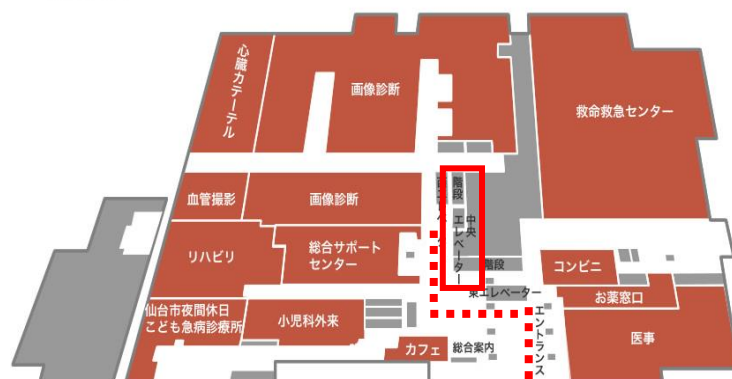 心臓カテーテル
画像診断
救命救急センター
血管撮影
画像診断
階段
中央
エレベーター
リハビリ
総合サポート
センター
階段
コンビニ
東エレベーター
お薬窓口
仙台市夜間休日
こども急病診療所
小児科外来
エントランス
医事
カフェ
総合案内